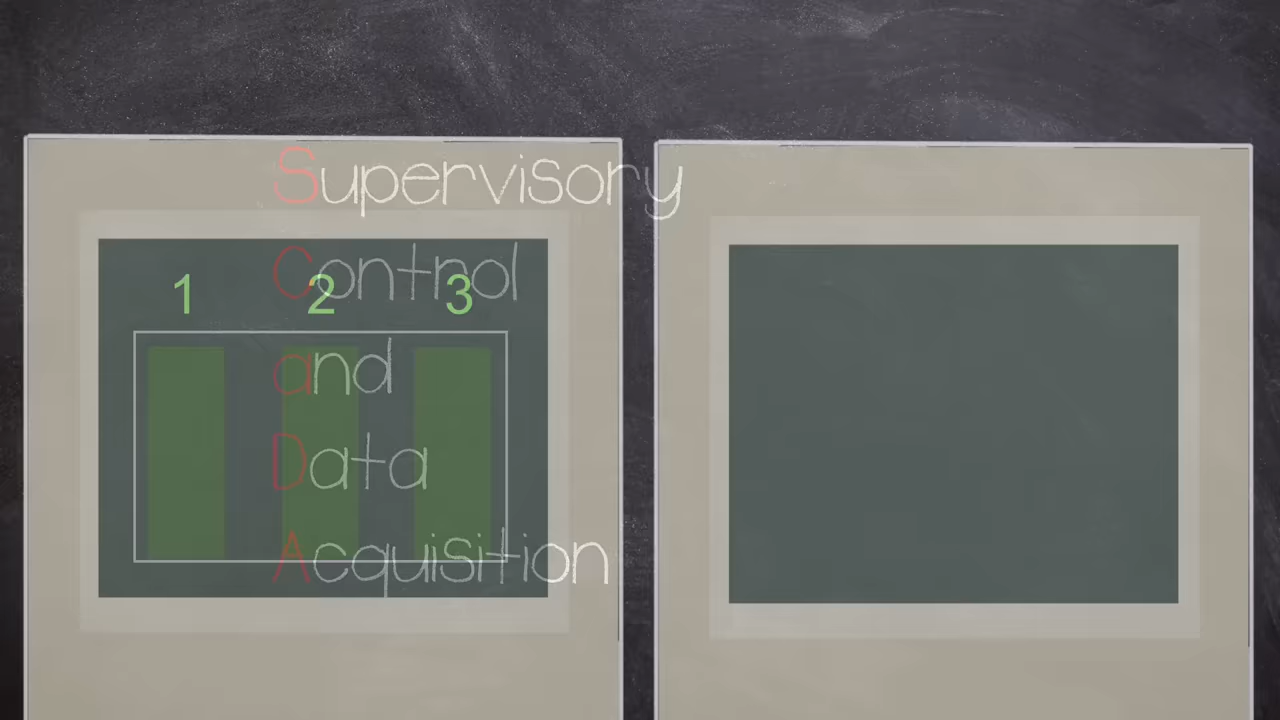 Supervisory
Control
1 2 3
and
Data
Acquisition